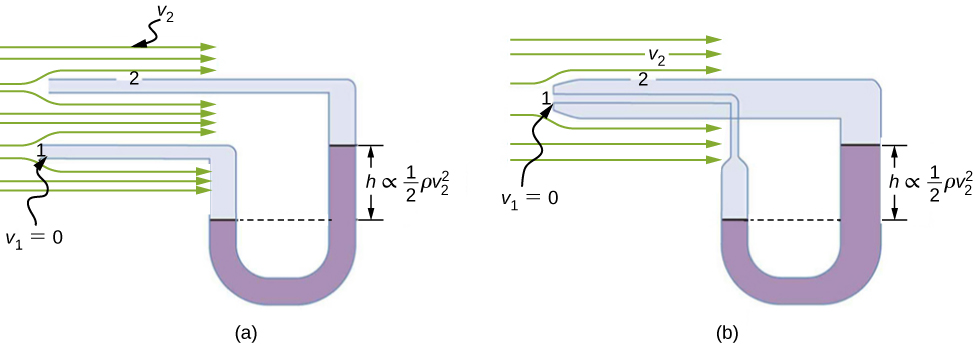 v₂
2
1
v₁ = 0
h ∝ 1/2 ρv₂²
(a)
v₂
2
1
v₁ = 0
h ∝ 1/2 ρv₂²
(b)